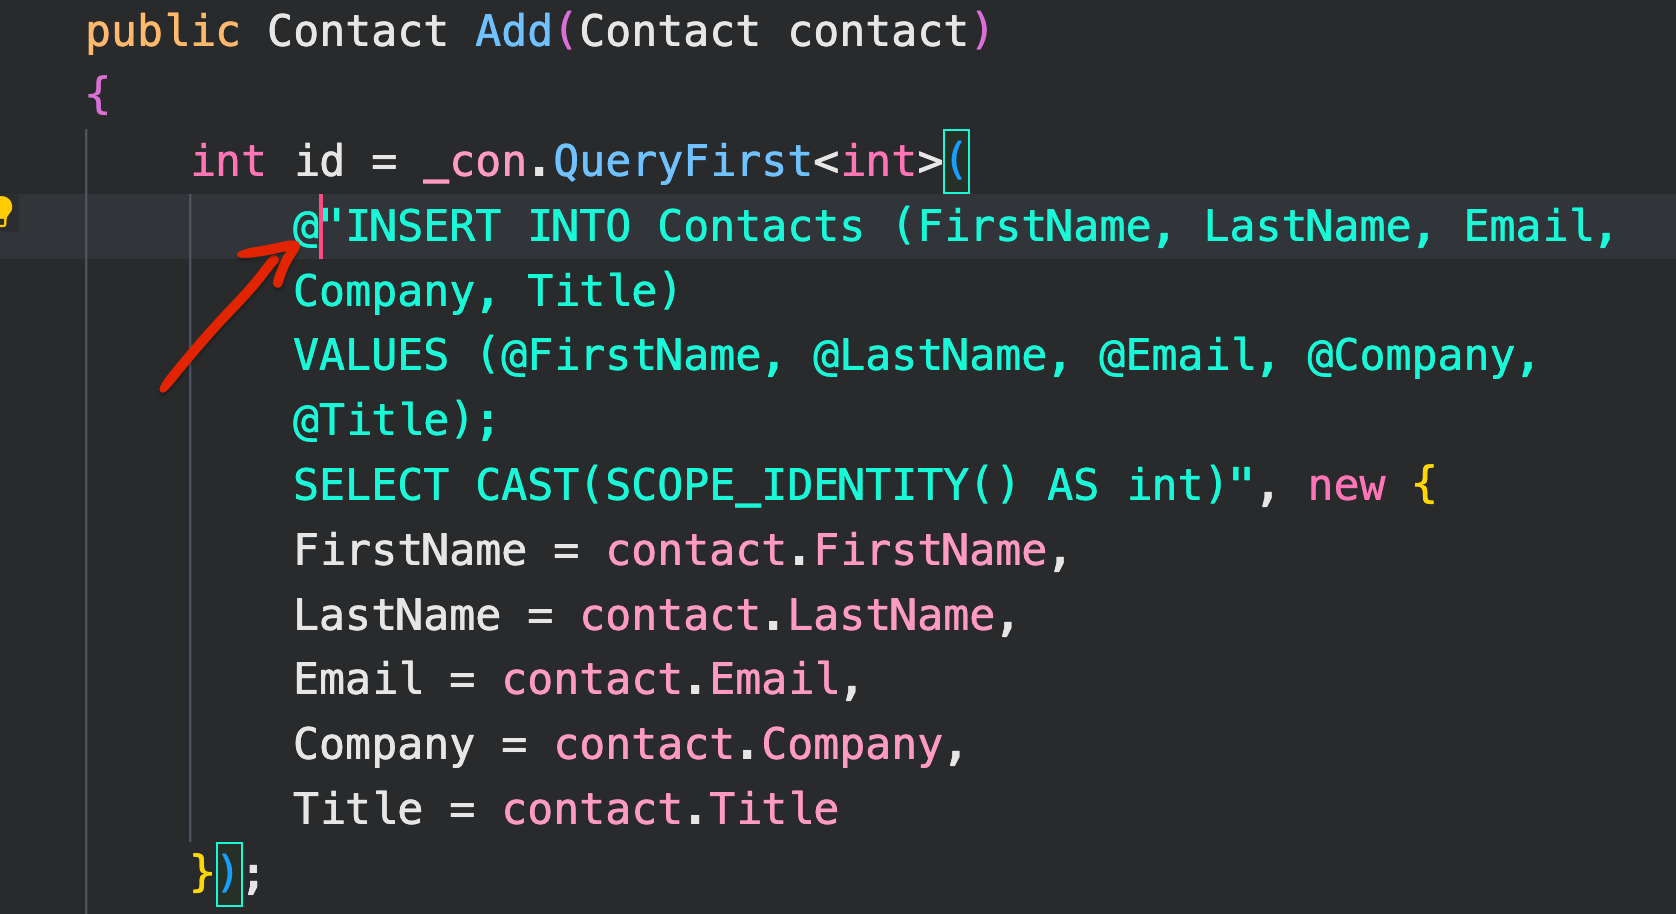 public Contact Add(Contact contact)
{
int id = _con.QueryFirst<int>(
@"INSERT INTO Contacts (FirstName, LastName, Email,
Company, Title)
VALUES (@FirstName, @LastName, @Email, @Company,
@Title);
SELECT CAST(SCOPE_IDENTITY() AS int)", new {
FirstName = contact.FirstName,
LastName = contact.LastName,
Email = contact.Email,
Company = contact.Company,
Title = contact.Title
});